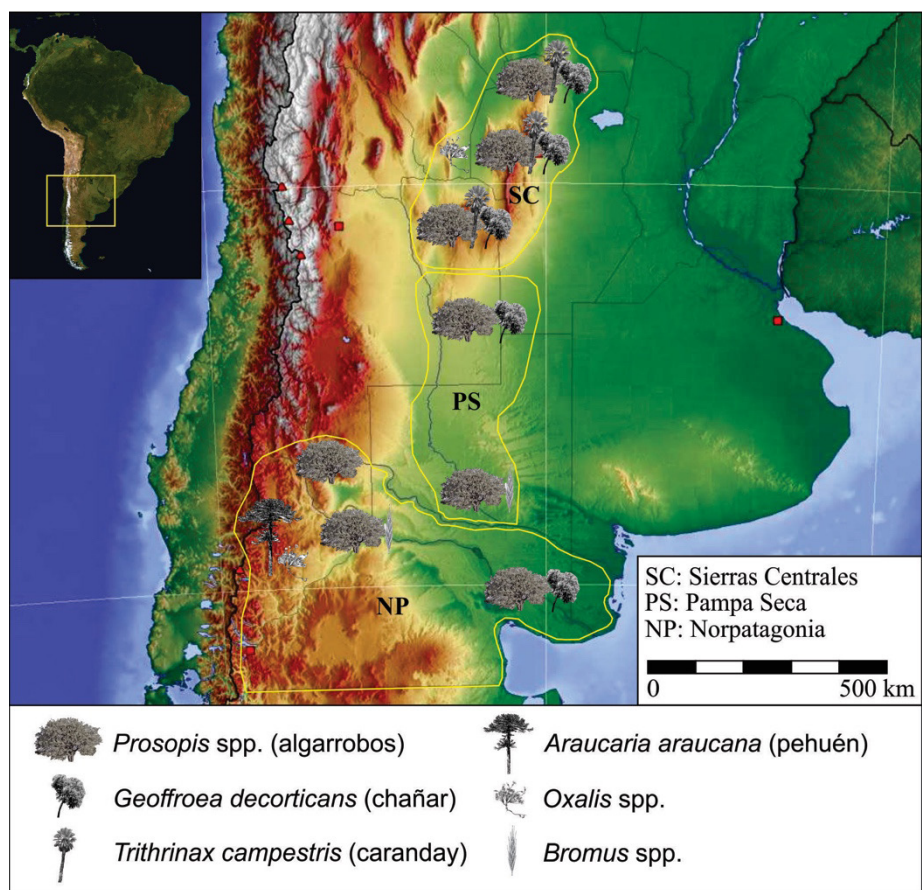 SC
PS
NP
SC: Sierras Centrales
PS: Pampa Seca
NP: Norpatagonia
0 500 km
Prosopis spp. (algarrobos)
Geoffroea decorticans (chañar)
Trithrinax campestris (caranday)
Araucaria araucana (pehuén)
Oxalis spp.
Bromus spp.